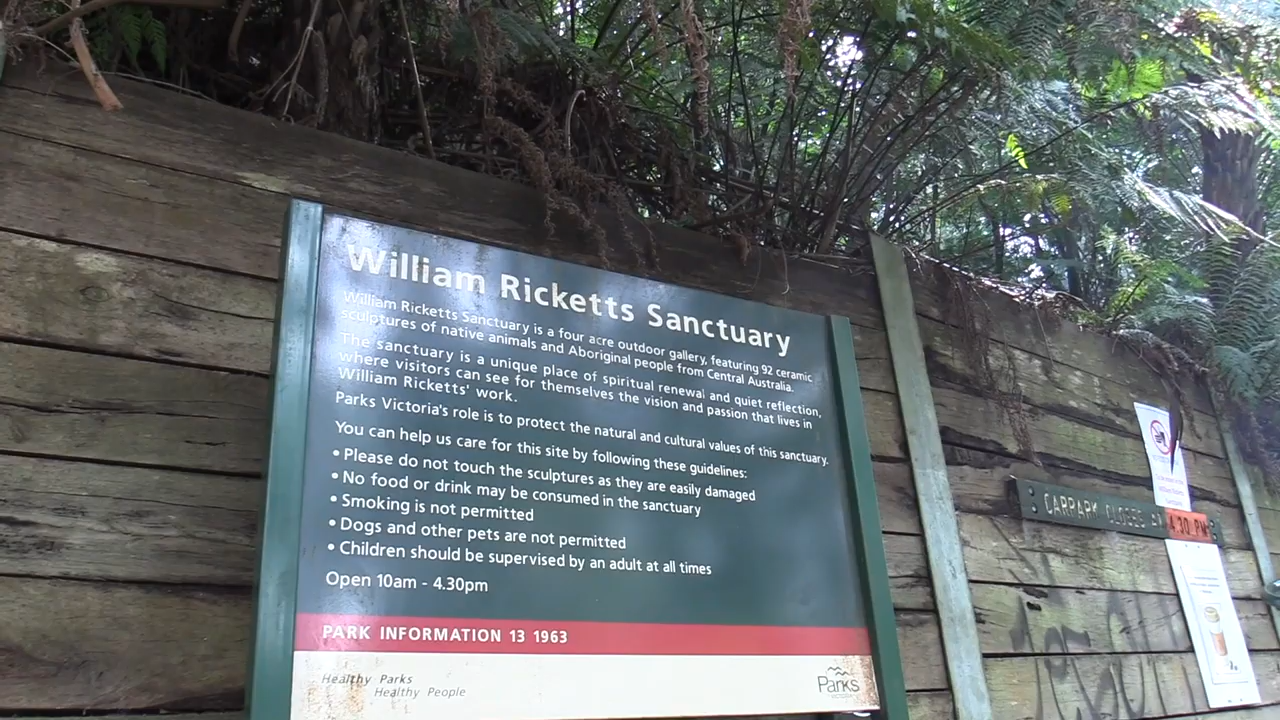 William Ricketts Sanctuary
William Ricketts Sanctuary is a four acre outdoor gallery, featuring 92 ceramic
sculptures of native animals and Aboriginal people from Central Australia.
The sanctuary is a unique place of spiritual renewal and quiet reflection,
where visitors can see for themselves the vision and passion that lives in
William Ricketts' work.
Parks Victoria's role is to protect the natural and cultural values of this sanctuary.
You can help us care for this site by following these guidelines:
• Please do not touch the sculptures as they are easily damaged
• No food or drink may be consumed in the sanctuary
• Smoking is not permitted
• Dogs and other pets are not permitted
• Children should be supervised by an adult at all times
Open 10am - 4.30pm
PARK INFORMATION 13 1963
Healthy Parks
Healthy People
Parks
VICTORIA
CARPARK CLOSES AT 4.30 PM